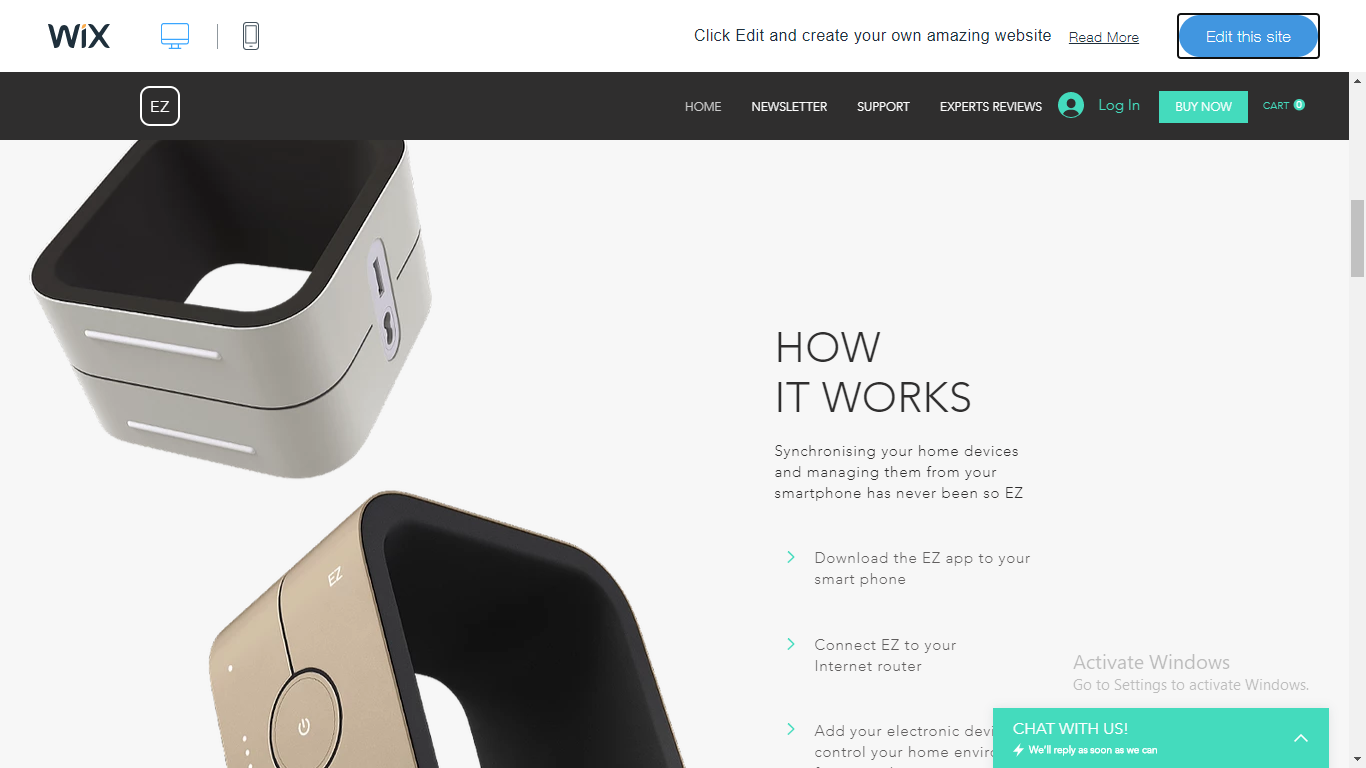 WiX
Click Edit and create your own amazing website
Read More
Edit this site
EZ
HOME
NEWSLETTER
SUPPORT
EXPERTS REVIEWS
Log In
BUY NOW
CART 0
HOW
IT WORKS
Synchronising your home devices
and managing them from your
smartphone has never been so EZ
EZ
Download the EZ app to your
smart phone
Connect EZ to your
Internet router
Add your electronic
control your home
Activate Windows
Go to Settings to activate Windows.
CHAT WITH US!
We'll reply as soon as we can